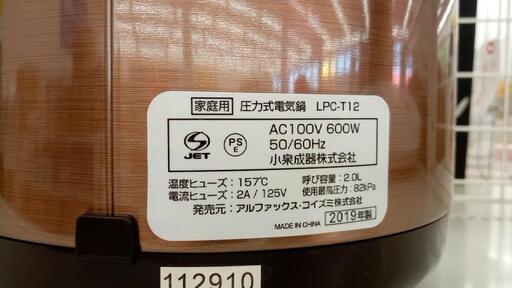 家庭用 圧力式電気鍋 LPC-T12
JET
PS
E
AC100V 600W
50/60Hz
小泉成器株式会社
温度ヒューズ：157℃ 呼び容量：2.0L
電流ヒューズ：2A / 125V 使用最高圧力：82kPa
発売元：アルファックス・コイズミ株式会社
MADE IN CHINA 2019年製
112910